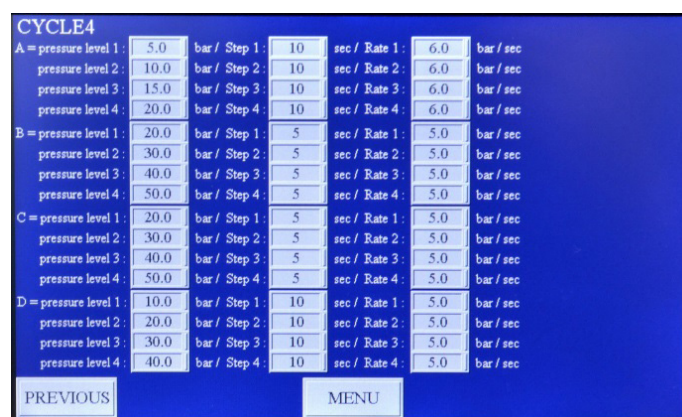 CYCLE4
A = pressure level 1 : 5.0 bar / Step 1 : 10 sec / Rate 1 : 6.0 bar / sec
pressure level 2 : 10.0 bar / Step 2 : 10 sec / Rate 2 : 6.0 bar / sec
pressure level 3 : 15.0 bar / Step 3 : 10 sec / Rate 3 : 6.0 bar / sec
pressure level 4 : 20.0 bar / Step 4 : 10 sec / Rate 4 : 6.0 bar / sec
B = pressure level 1 : 20.0 bar / Step 1 : 5 sec / Rate 1 : 5.0 bar / sec
pressure level 2 : 30.0 bar / Step 2 : 5 sec / Rate 2 : 5.0 bar / sec
pressure level 3 : 40.0 bar / Step 3 : 5 sec / Rate 3 : 5.0 bar / sec
pressure level 4 : 50.0 bar / Step 4 : 5 sec / Rate 4 : 5.0 bar / sec
C = pressure level 1 : 20.0 bar / Step 1 : 5 sec / Rate 1 : 5.0 bar / sec
pressure level 2 : 30.0 bar / Step 2 : 5 sec / Rate 2 : 5.0 bar / sec
pressure level 3 : 40.0 bar / Step 3 : 5 sec / Rate 3 : 5.0 bar / sec
pressure level 4 : 50.0 bar / Step 4 : 5 sec / Rate 4 : 5.0 bar / sec
D = pressure level 1 : 10.0 bar / Step 1 : 10 sec / Rate 1 : 5.0 bar / sec
pressure level 2 : 20.0 bar / Step 2 : 10 sec / Rate 2 : 5.0 bar / sec
pressure level 3 : 30.0 bar / Step 3 : 10 sec / Rate 3 : 5.0 bar / sec
pressure level 4 : 40.0 bar / Step 4 : 10 sec / Rate 4 : 5.0 bar / sec
PREVIOUS MENU